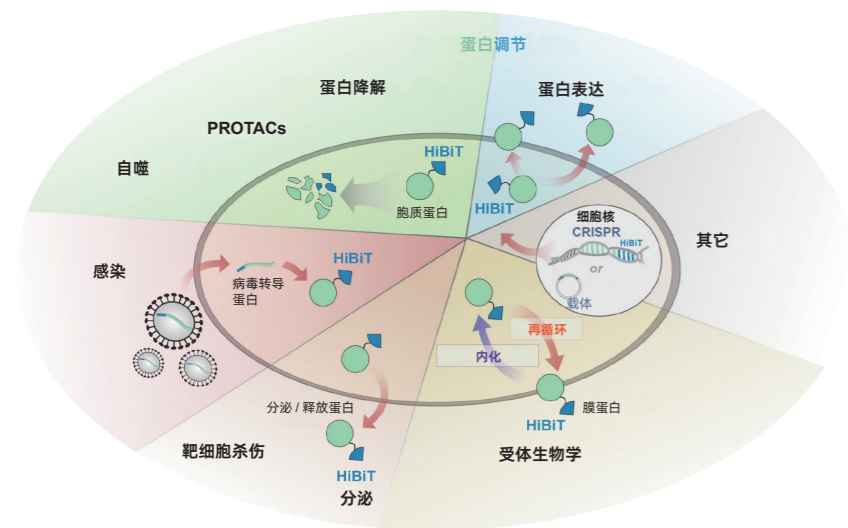 蛋白调节
蛋白降解
蛋白表达
PROTACs
自噬
HiBiT
胞质蛋白
HiBiT
细胞核
CRISPR
HiBiT
or
载体
其它
感染
病毒转导
蛋白
HiBiT
再循环
内化
膜蛋白
HiBiT
受体生物学
分泌 / 释放蛋白
靶细胞杀伤
HiBiT
分泌